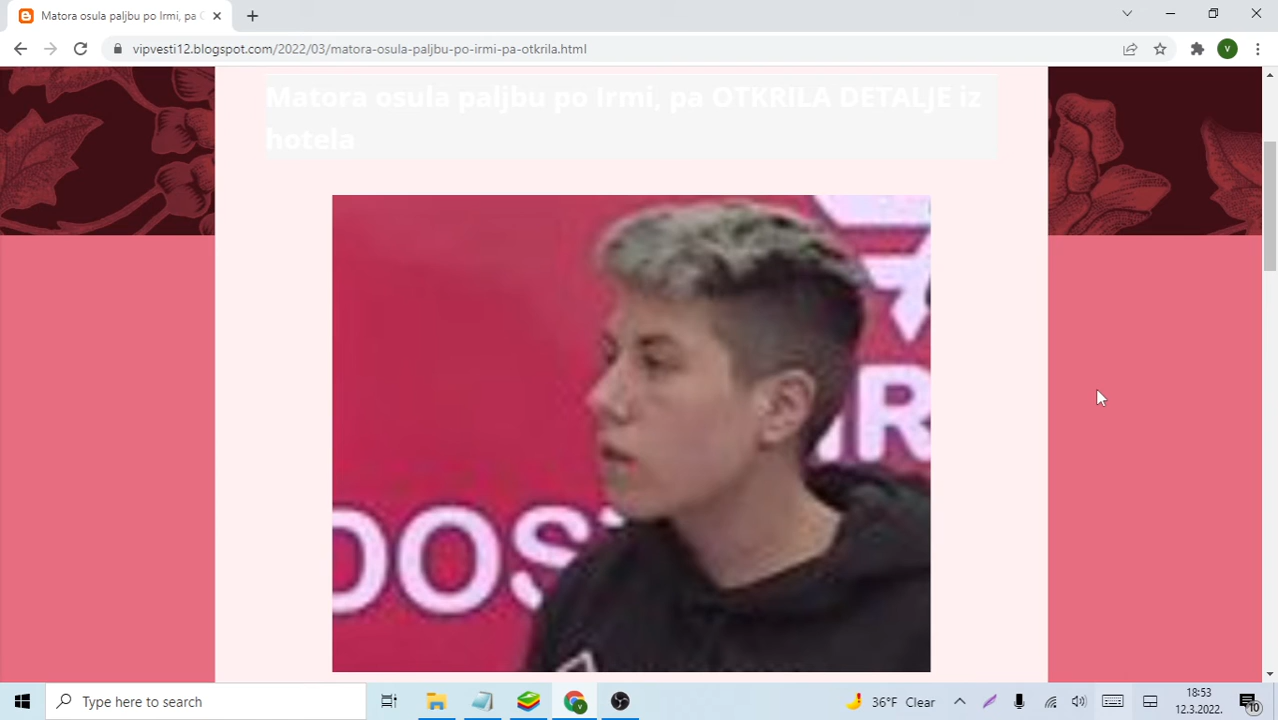 Matora osula paljbu po Irmi, pa O
vipvesti12.blogspot.com/2022/03/matora-osula-paljbu-po-irmi-pa-otkrila.html
V
Matora osula paljbu po Irmi, pa OTKRILA DETALJE iz
hotela
OOST
Type here to search
V
36°F Clear
18:53
12.3.2022.
10